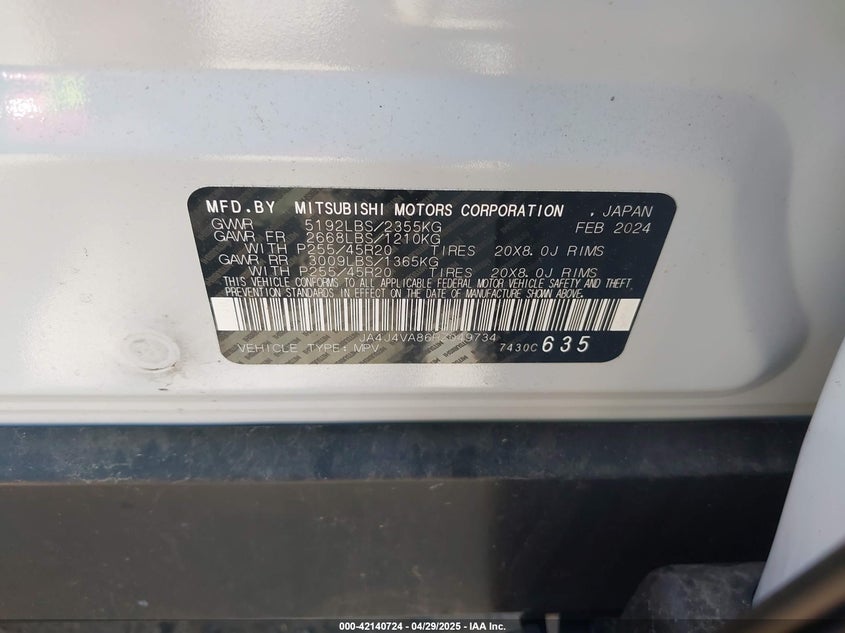 MFD.BY MITSUBISHI MOTORS CORPORATION , JAPAN
GVWR 5192LBS/2355KG FEB 2024
GAWR FR 2668LBS/1210KG
WITH P255/45R20 TIRES 20X8.0J RIMS
GAWR RR 3009LBS/1365KG
WITH P255/45R20 TIRES 20X8.0J RIMS
THIS VEHICLE CONFORMS TO ALL APPLICABLE FEDERAL MOTOR VEHICLE SAFETY AND THEFT
PREVENTION STANDARDS IN EFFECT ON THE DATE OF MANUFACTURE SHOWN ABOVE.
VEHICLE TYPE: MPV 7430C 635
000-42140724 - 04/29/2025 - IAA Inc.